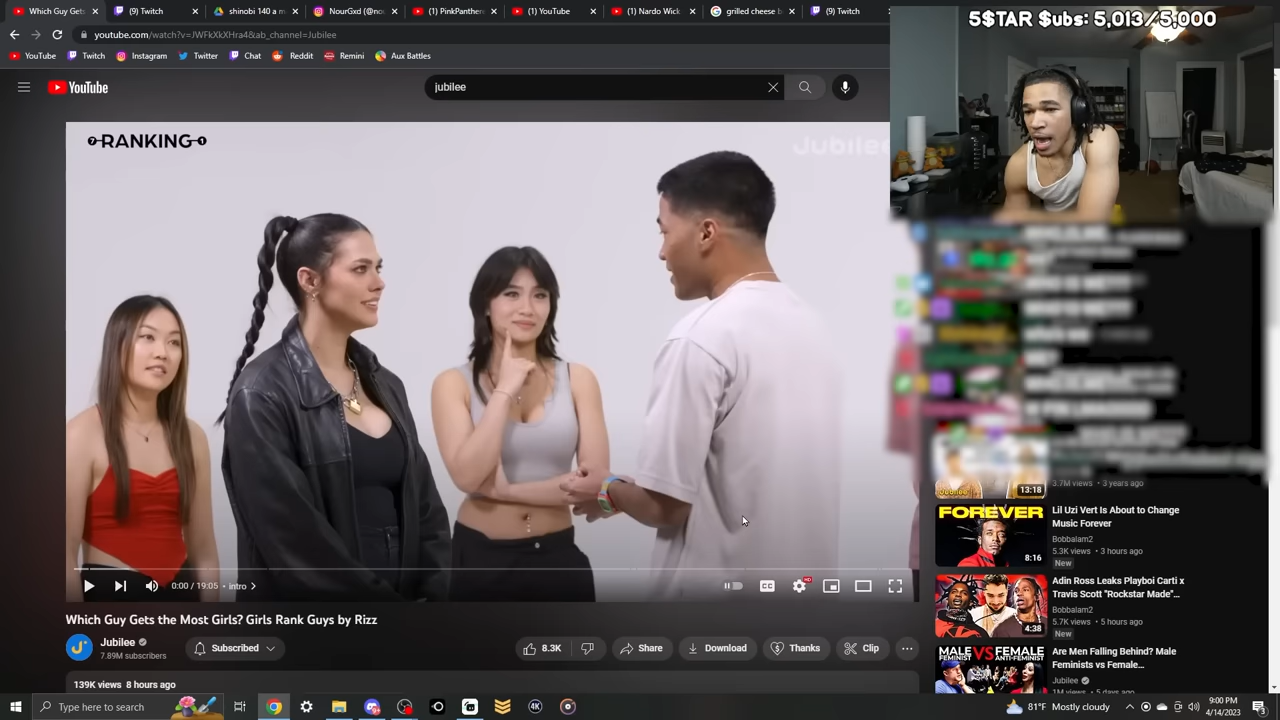 Which Girls Get
(9) Twitch
shinobi 140 a m
NourGxd (@no
(1) PinkPanthere
(1) YouTube
(1) Nardo Wick
grilled cheese b
(9) Twitch
youtube.com/watch?v=JWFkXkXHra4&ab_channel=Jubilee
YouTube
Twitch
Instagram
Twitter
Chat
Reddit
Remini
Aux Battles
5$TAR $ubs: 5,013/5,000
YouTube
jubilee
7 RANKING 1
Jubilee
0:00 / 19:05 • intro
CC
HD
Which Guy Gets the Most Girls? Girls Rank Guys by Rizz
Jubilee
7.89M subscribers
Subscribed
8.3K
Share
Download
Thanks
Clip
139K views 8 hours ago
Jubilee
13:18
3.7M views • 3 years ago
FOREVER
8:16
Lil Uzi Vert Is About to Change
Music Forever
Bobbalam2
5.3K views • 3 hours ago
New
4:38
Adin Ross Leaks Playboi Carti x
Travis Scott "Rockstar Made"...
Bobbalam2
5.7K views • 5 hours ago
New
MALE VS FEMALE
FEMINIST ANTI-FEMINIST
Are Men Falling Behind? Male
Feminists vs Female...
Jubilee
1M views • 5 days ago
Type here to search
81°F Mostly cloudy
9:00 PM
4/14/2023